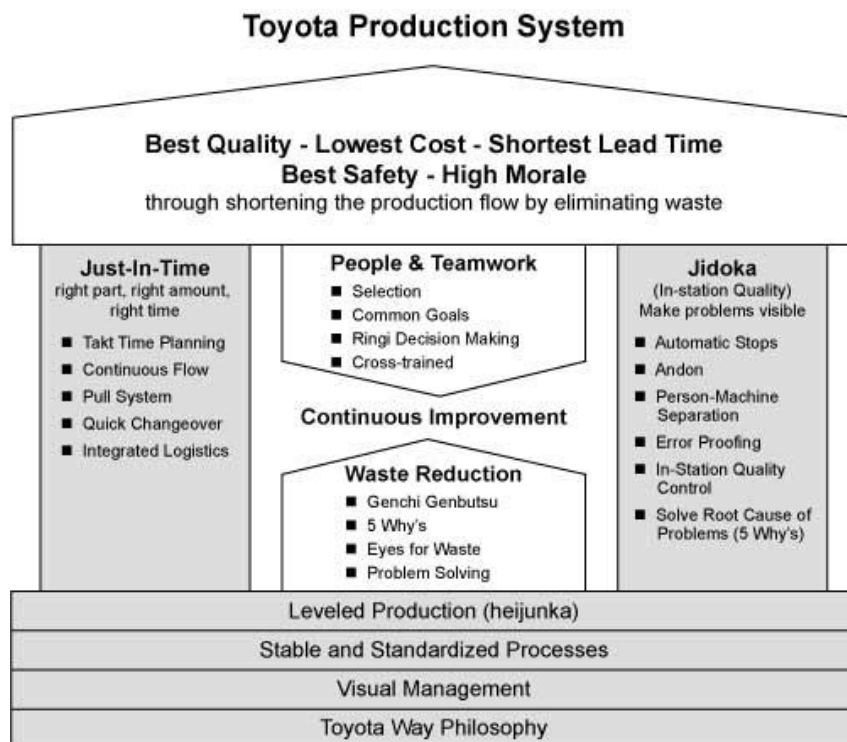 Toyota Production System
Best Quality - Lowest Cost - Shortest Lead Time
Best Safety - High Morale
through shortening the production flow by eliminating waste
Just-In-Time
right part, right amount,
right time
Takt Time Planning
Continuous Flow
Pull System
Quick Changeover
Integrated Logistics
People & Teamwork
Selection
Common Goals
Ringi Decision Making
Cross-trained
Continuous Improvement
Waste Reduction
Genchi Genbutsu
5 Why's
Eyes for Waste
Problem Solving
Jidoka
(In-station Quality)
Make problems visible
Automatic Stops
Andon
Person-Machine
Separation
Error Proofing
In-Station Quality
Control
Solve Root Cause of
Problems (5 Why's)
Leveled Production (heijunka)
Stable and Standardized Processes
Visual Management
Toyota Way Philosophy